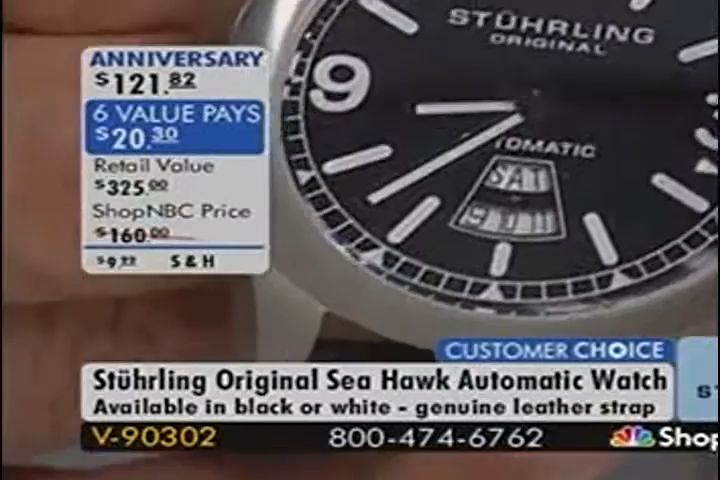 STÜHRLING
ORIGINAL
9
ANNIVERSARY
$121.82
6 VALUE PAYS
$20.30
Retail Value
$325.00
ShopNBC Price
$160.00
S & H
SAT
CUSTOMER CHOICE
Stührling Original Sea Hawk Automatic Watch
Available in black or white - genuine leather strap
V-90302
800-474-6762
Shop